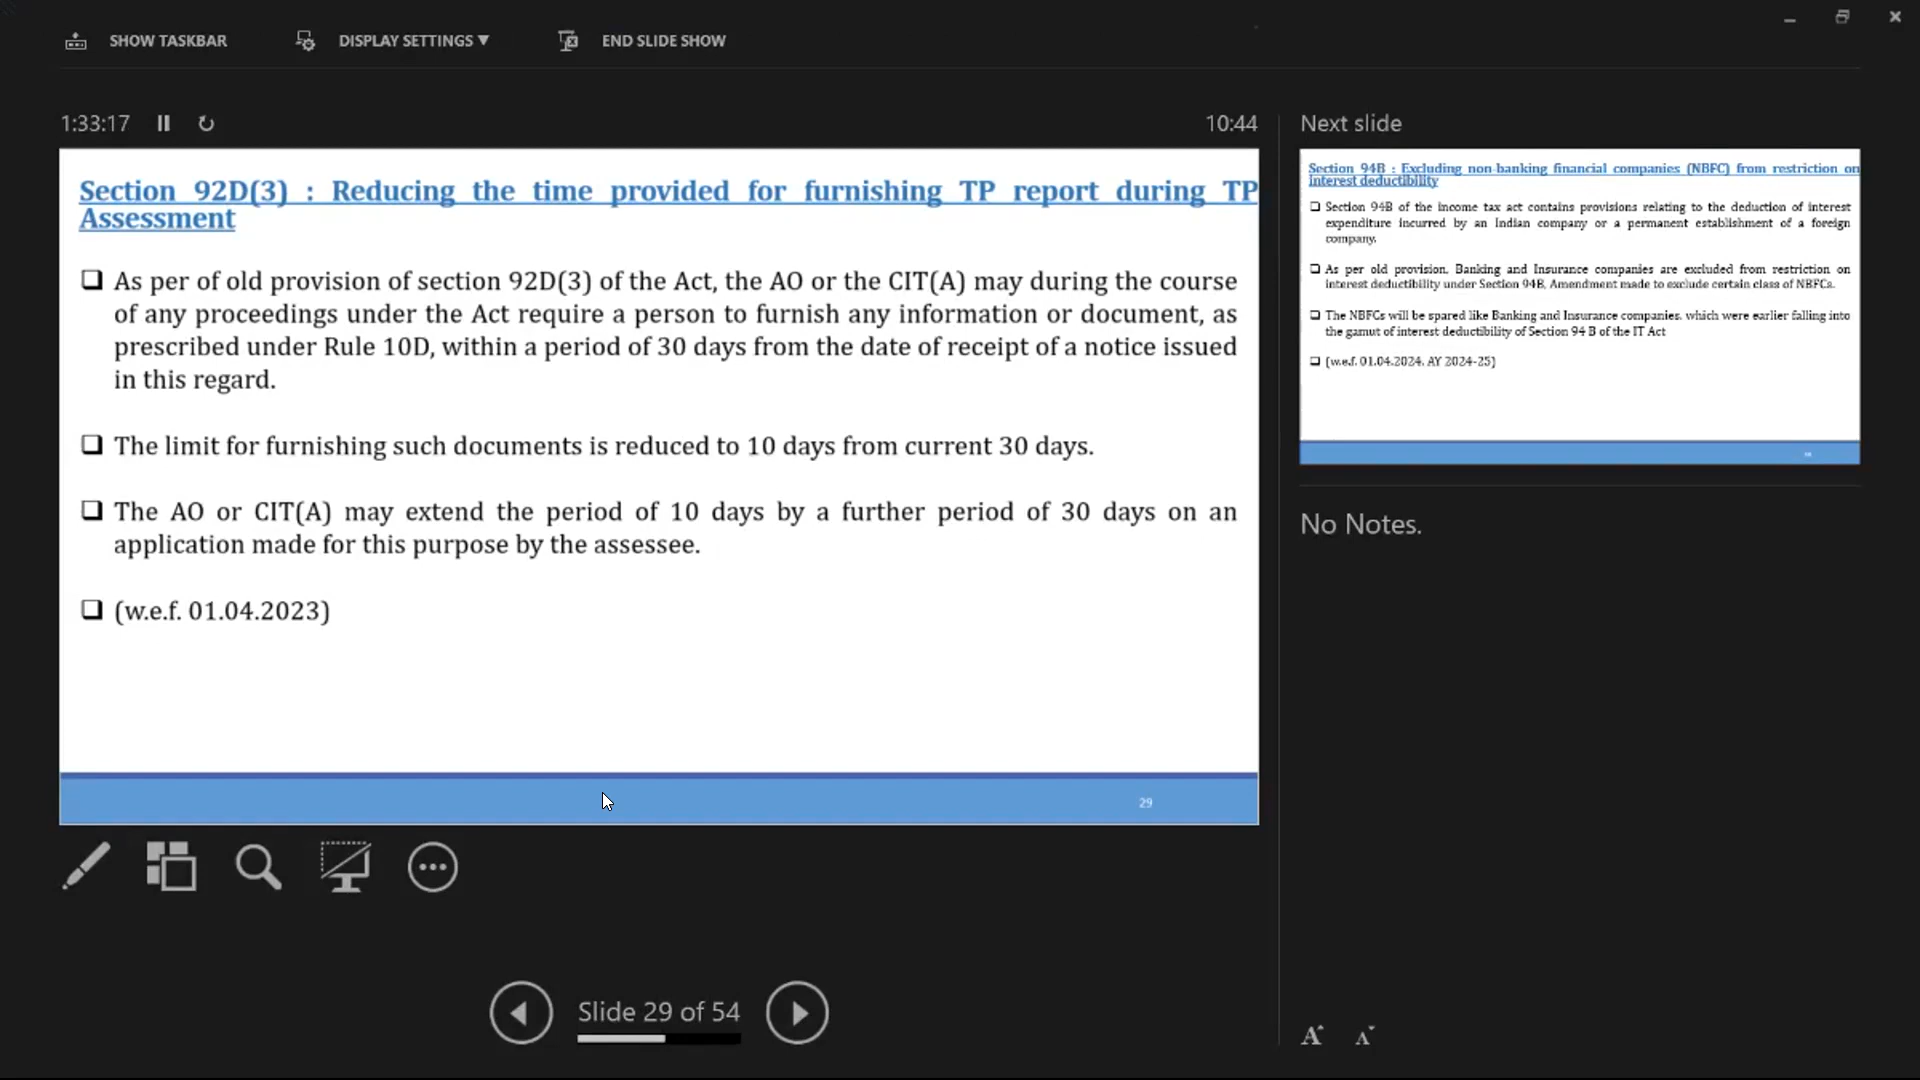 SHOW TASKBAR
DISPLAY SETTINGS ▼
END SLIDE SHOW
1:33:17
10:44
Section 92D(3) : Reducing the time provided for furnishing TP report during TP
Assessment
❑ As per of old provision of section 92D(3) of the Act, the AO or the CIT(A) may during the course
of any proceedings under the Act require a person to furnish any information or document, as
prescribed under Rule 10D, within a period of 30 days from the date of receipt of a notice issued
in this regard.
❑ The limit for furnishing such documents is reduced to 10 days from current 30 days.
❑ The AO or CIT(A) may extend the period of 10 days by a further period of 30 days on an
application made for this purpose by the assessee.
❑ (w.e.f. 01.04.2023)
29
Slide 29 of 54
Next slide
Section 94B : Excluding non-banking financial companies (NBFC) from restriction on
interest deductibility
❑ Section 94B of the income tax act contains provisions relating to the deduction of interest
expenditure incurred by an Indian company or a permanent establishment of a foreign
company.
❑ As per old provision, Banking and Insurance companies are excluded from restriction on
interest deductibility under Section 94B, Amendment made to exclude certain class of NBFCs.
❑ The NBFCs will be spared like Banking and Insurance companies, which were earlier falling into
the gamut of interest deductibility of Section 94 B of the IT Act
❑ (w.e.f. 01.04.2024, AY 2024-25)
No Notes.
A A